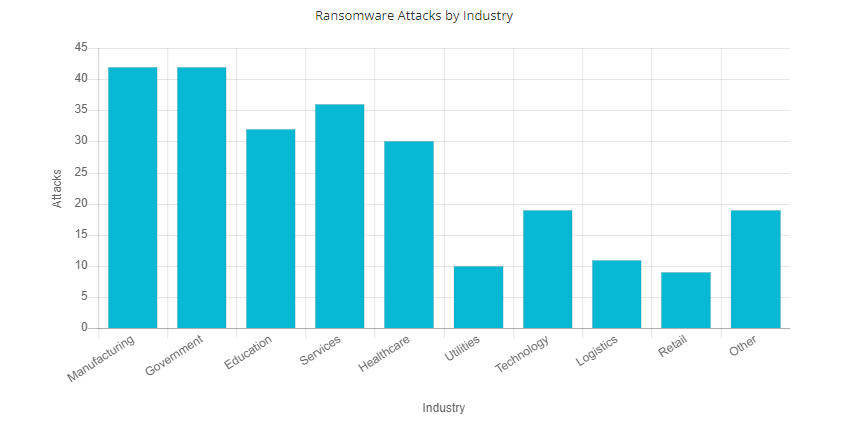 Ransomware Attacks by Industry
45
40
35
30
25
20
15
10
5
0
Attacks
Manufacturing
Government
Education
Services
Healthcare
Utilities
Technology
Logistics
Retail
Other
Industry